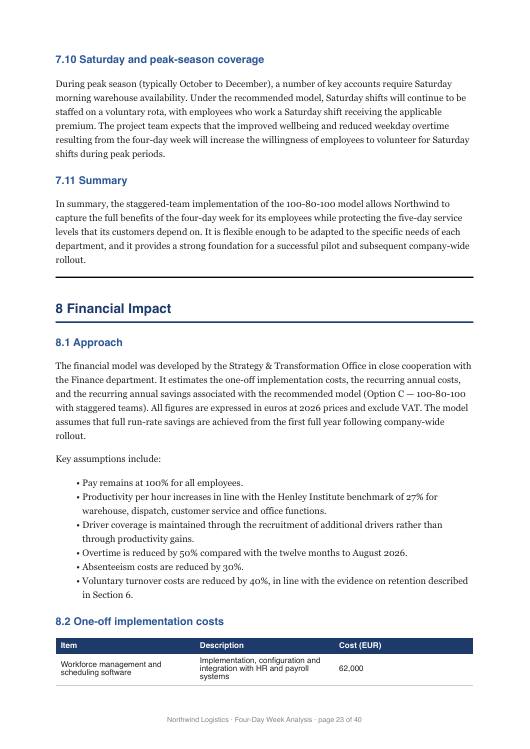 7.10 Saturday and peak-season coverage
During peak season (typically October to December), a number of key accounts require Saturday
morning warehouse availability. Under the recommended model, Saturday shifts will continue to be
staffed on a voluntary rota, with employees who work a Saturday shift receiving the applicable
premium. The project team expects that the improved wellbeing and reduced weekday overtime
resulting from the four-day week will increase the willingness of employees to volunteer for Saturday
shifts during peak periods.
7.11 Summary
In summary, the staggered-team implementation of the 100-80-100 model allows Northwind to
capture the full benefits of the four-day week for its employees while protecting the five-day service
levels that its customers depend on. It is flexible enough to be adapted to the specific needs of each
department, and it provides a strong foundation for a successful pilot and subsequent company-wide
rollout.
8 Financial Impact
8.1 Approach
The financial model was developed by the Strategy & Transformation Office in close cooperation with
the Finance department. It estimates the one-off implementation costs, the recurring annual costs,
and the recurring annual savings associated with the recommended model (Option C — 100-80-100
with staggered teams). All figures are expressed in euros at 2026 prices and exclude VAT. The model
assumes that full run-rate savings are achieved from the first full year following company-wide
rollout.
Key assumptions include:
• Pay remains at 100% for all employees.
• Productivity per hour increases in line with the Henley Institute benchmark of 27% for
warehouse, dispatch, customer service and office functions.
• Driver coverage is maintained through the recruitment of additional drivers rather than
through productivity gains.
• Overtime is reduced by 50% compared with the twelve months to August 2026.
• Absenteeism costs are reduced by 30%.
• Voluntary turnover costs are reduced by 40%, in line with the evidence on retention described
in Section 6.
8.2 One-off implementation costs
Item Description Cost (EUR)
Workforce management and
scheduling software
Implementation, configuration and
integration with HR and payroll
systems
62,000
Northwind Logistics · Four-Day Week Analysis · page 23 of 40